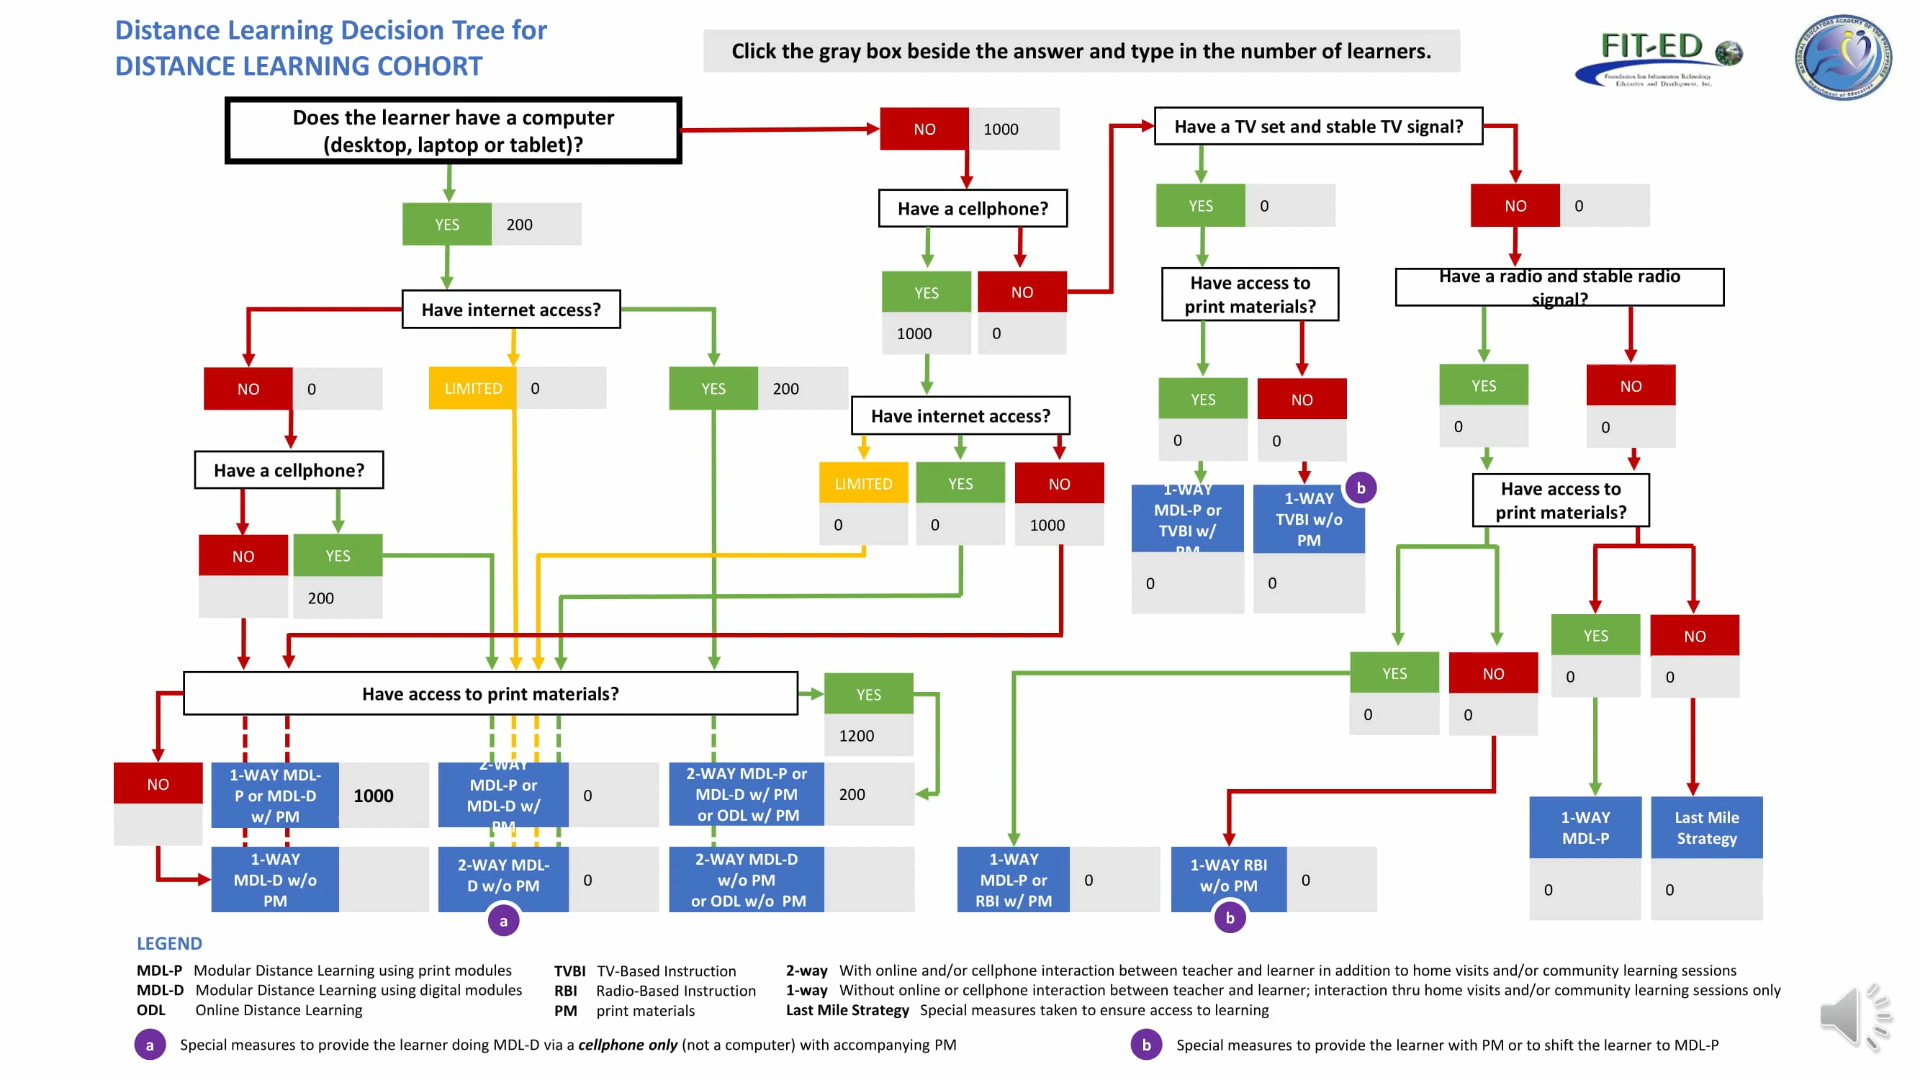 Distance Learning Decision Tree for
DISTANCE LEARNING COHORT
Click the gray box beside the answer and type in the number of learners.
FIT-ED
Foundation for Information Technology
Education and Development, Inc.
Does the learner have a computer
(desktop, laptop or tablet)?
NO 1000
Have a TV set and stable TV signal?
YES 200
Have a cellphone?
YES 0
NO 0
Have internet access?
YES
1000
NO
0
Have access to
print materials?
Have a radio and stable radio
signal?
NO 0
LIMITED 0
YES 200
Have internet access?
YES
0
NO
0
YES
0
NO
0
Have a cellphone?
LIMITED
0
YES
0
NO
1000
1-WAY
MDL-P or
TVBI w/
PM
0
1-WAY
TVBI w/o
PM
0
b
Have access to
print materials?
NO
YES
200
YES
0
NO
0
YES
0
NO
0
Have access to print materials?
YES
1200
NO
1-WAY MDL-
P or MDL-D
w/ PM
1000
2-WAY
MDL-P or
MDL-D w/
PM
0
2-WAY MDL-P or
MDL-D w/ PM
or ODL w/ PM
200
1-WAY
MDL-P
0
Last Mile
Strategy
0
1-WAY
MDL-D w/o
PM
2-WAY MDL-
D w/o PM
0
a
2-WAY MDL-D
w/o PM
or ODL w/o PM
1-WAY
MDL-P or
RBI w/ PM
0
1-WAY RBI
w/o PM
0
b
LEGEND
MDL-P Modular Distance Learning using print modules
MDL-D Modular Distance Learning using digital modules
ODL Online Distance Learning
TVBI TV-Based Instruction
RBI Radio-Based Instruction
PM print materials
2-way With online and/or cellphone interaction between teacher and learner in addition to home visits and/or community learning sessions
1-way Without online or cellphone interaction between teacher and learner; interaction thru home visits and/or community learning sessions only
Last Mile Strategy Special measures taken to ensure access to learning
a Special measures to provide the learner doing MDL-D via a cellphone only (not a computer) with accompanying PM
b Special measures to provide the learner with PM or to shift the learner to MDL-P